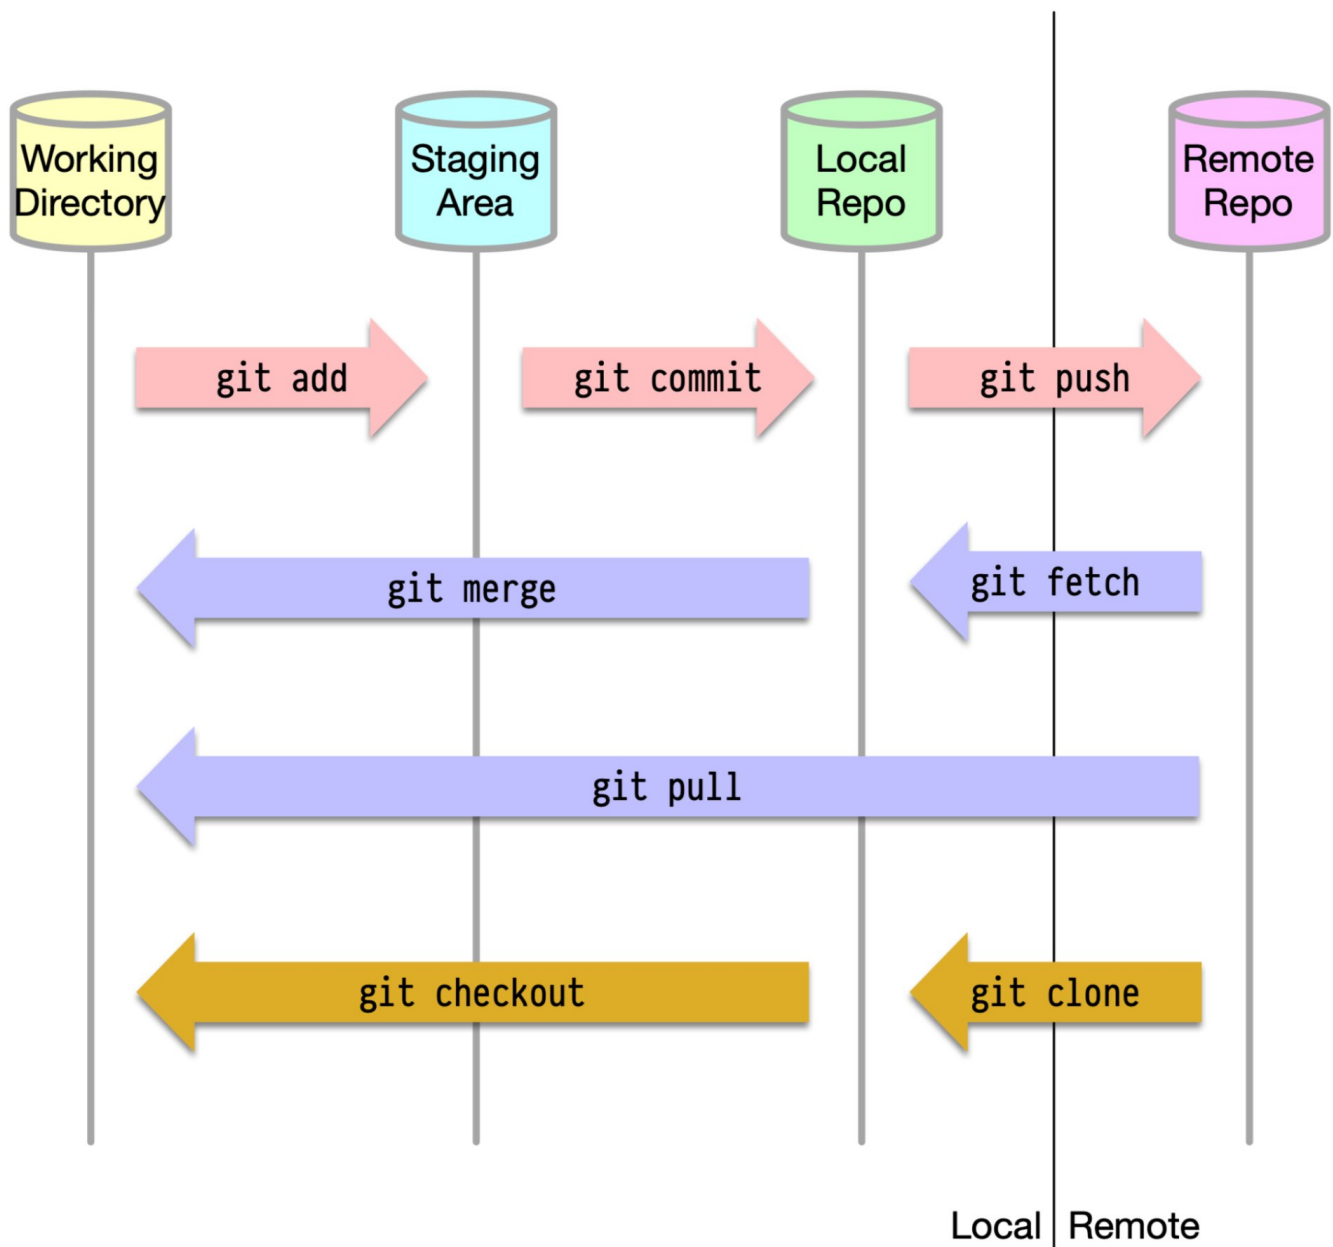 Working
Directory
Staging
Area
Local
Repo
Remote
Repo
git add
git commit
git push
git merge
git fetch
git pull
git checkout
git clone
Local
Remote